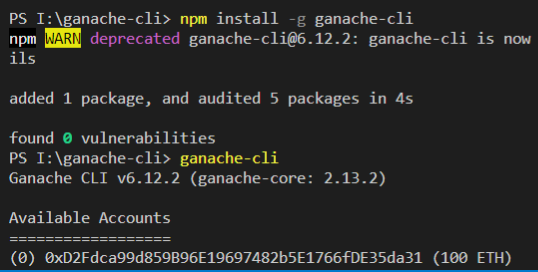 PS I:\ganache-cli> npm install -g ganache-cli
npm WARN deprecated ganache-cli@6.12.2: ganache-cli is now
ils
added 1 package, and audited 5 packages in 4s
found 0 vulnerabilities
PS I:\ganache-cli> ganache-cli
Ganache CLI v6.12.2 (ganache-core: 2.13.2)
Available Accounts
==================
(0) 0xD2Fdca99d859B96E19697482b5E1766fDE35da31 (100 ETH)